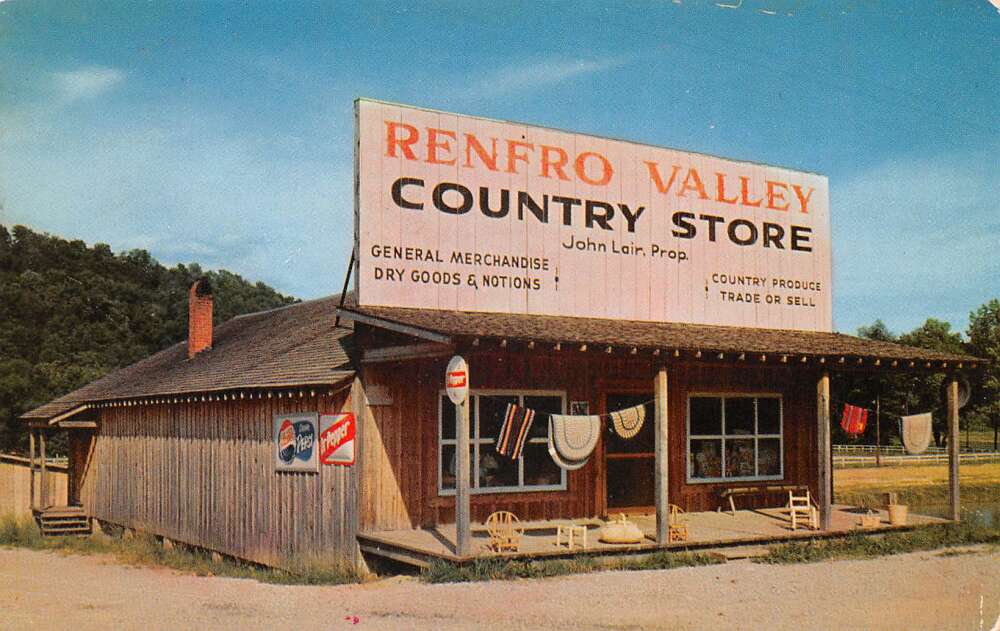 RENFRO VALLEY
COUNTRY STORE
John Lair, Prop.
GENERAL MERCHANDISE
DRY GOODS & NOTIONS
COUNTRY PRODUCE
TRADE OR SELL
Pepper
PEPSI
Dr.Pepper